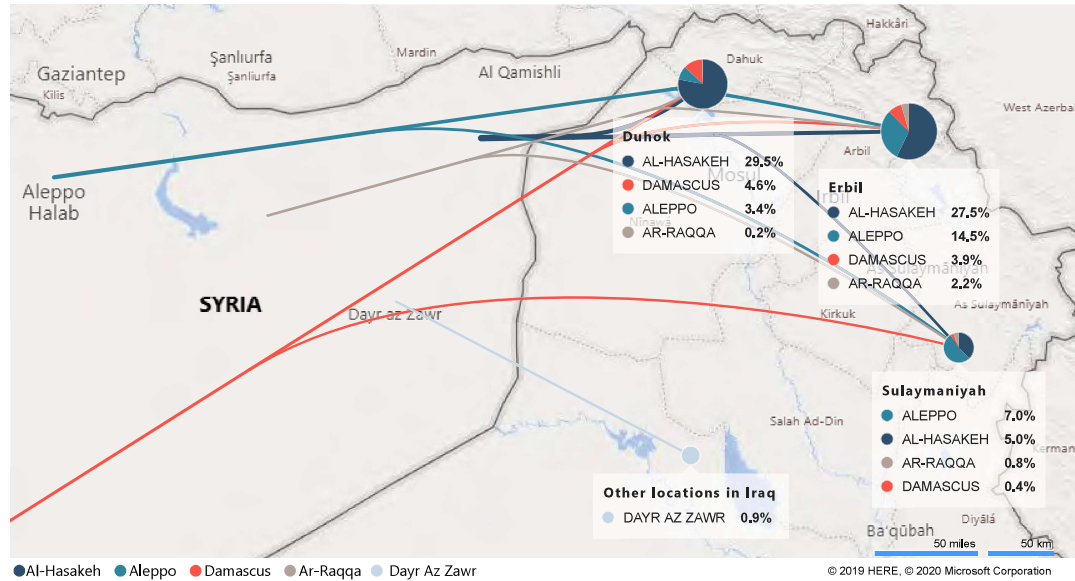 Hakkâri
Şanlıurfa
Şanlıurfa
Mardin
Dahuk
Gaziantep
Kilis
Al Qamishli
West Azerba
Aleppo
Halab
Arbil
Mosul
Irbil
Ninawá
Duhok
AL-HASAKEH 29.5%
DAMASCUS 4.6%
ALEPPO 3.4%
AR-RAQQA 0.2%
Erbil
AL-HASAKEH 27.5%
ALEPPO 14.5%
DAMASCUS 3.9%
AR-RAQQA 2.2%
As Sulaymānīyah
As Sulaymānīyah
SYRIA
Dayr az Zawr
Kirkuk
Sulaymaniyah
ALEPPO 7.0%
AL-HASAKEH 5.0%
AR-RAQQA 0.8%
DAMASCUS 0.4%
Salah Ad-Din
Kerman
Other locations in Iraq
DAYR AZ ZAWR 0.9%
Diyālá
Ba'qūbah
50 miles 50 km
Al-Hasakeh Aleppo Damascus Ar-Raqqa Dayr Az Zawr
© 2019 HERE, © 2020 Microsoft Corporation